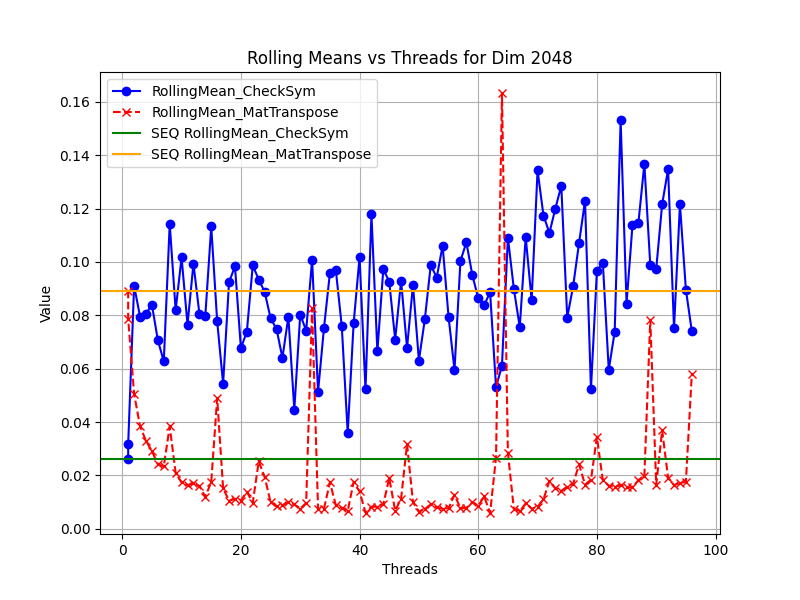 Rolling Means vs Threads for Dim 2048
RollingMean_CheckSym
RollingMean_MatTranspose
SEQ RollingMean_CheckSym
SEQ RollingMean_MatTranspose
0.16
0.14
0.12
0.10
0.08
0.06
0.04
0.02
0.00
Value
0 20 40 60 80 100
Threads